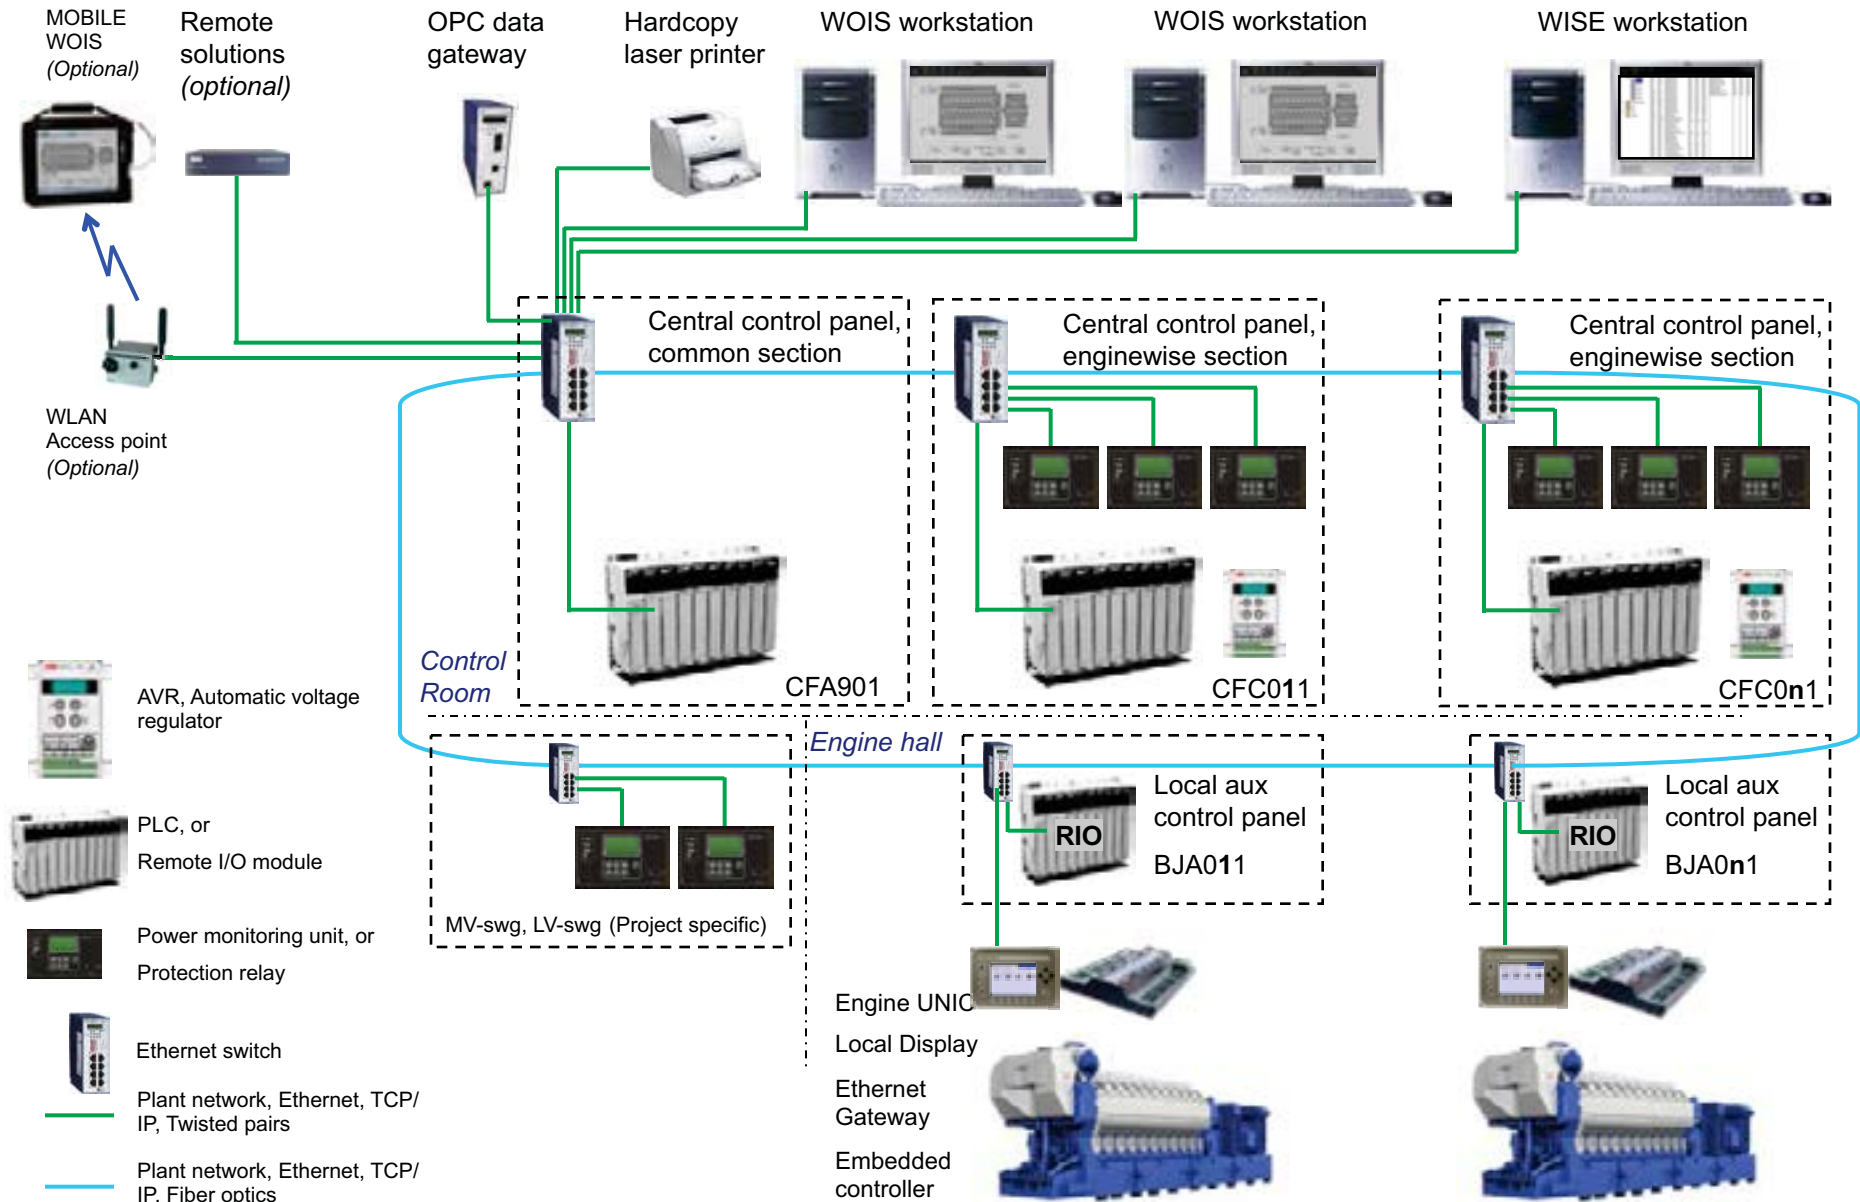 MOBILE
WOIS
(Optional)
Remote
solutions
(optional)
OPC data
gateway
Hardcopy
laser printer
WOIS workstation
WOIS workstation
WISE workstation
WLAN
Access point
(Optional)
Central control panel,
common section
Central control panel,
enginewise section
Central control panel,
enginewise section
Control
Room
CFA901
CFC011
CFC0n1
Engine hall
MV-swg, LV-swg (Project specific)
RIO
Local aux
control panel
BJA011
RIO
Local aux
control panel
BJA0n1
Engine UNIC
Local Display
Ethernet
Gateway
Embedded
controller
AVR, Automatic voltage
regulator
PLC, or
Remote I/O module
Power monitoring unit, or
Protection relay
Ethernet switch
Plant network, Ethernet, TCP/
IP, Twisted pairs
Plant network, Ethernet, TCP/
IP, Fiber optics